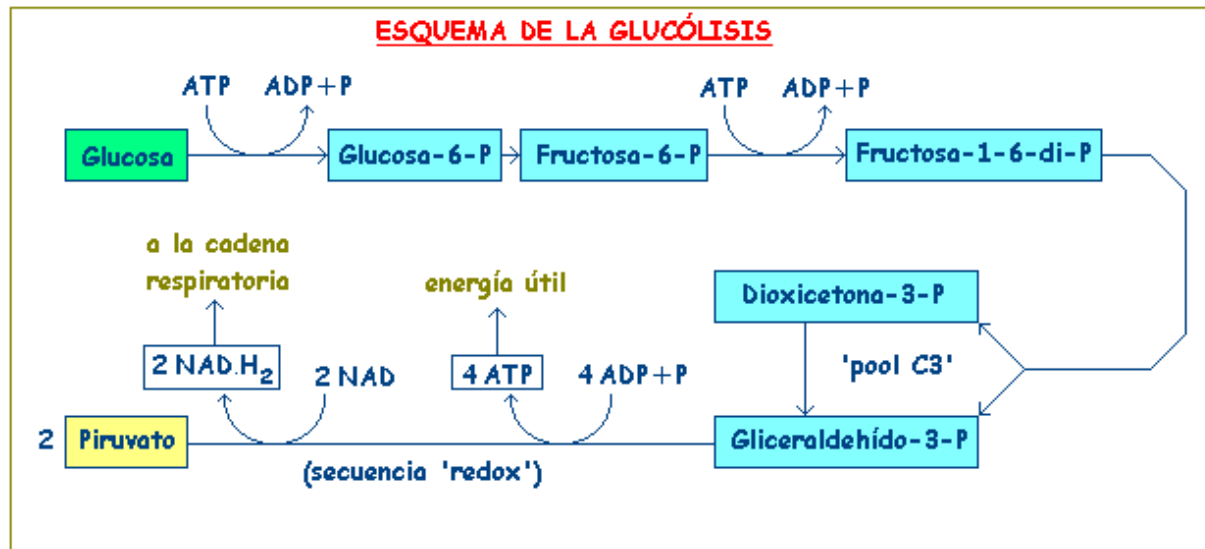 ESQUEMA DE LA GLUCÓLISIS
ATP ADP+P ATP ADP+P
Glucosa Glucosa-6-P Fructosa-6-P Fructosa-1-6-di-P
a la cadena
respiratoria
energía útil
Dioxicetona-3-P
2 NAD.H2 2 NAD 4 ATP 4 ADP+P 'pool C3'
2 Piruvato Gliceraldehído-3-P
(secuencia 'redox')